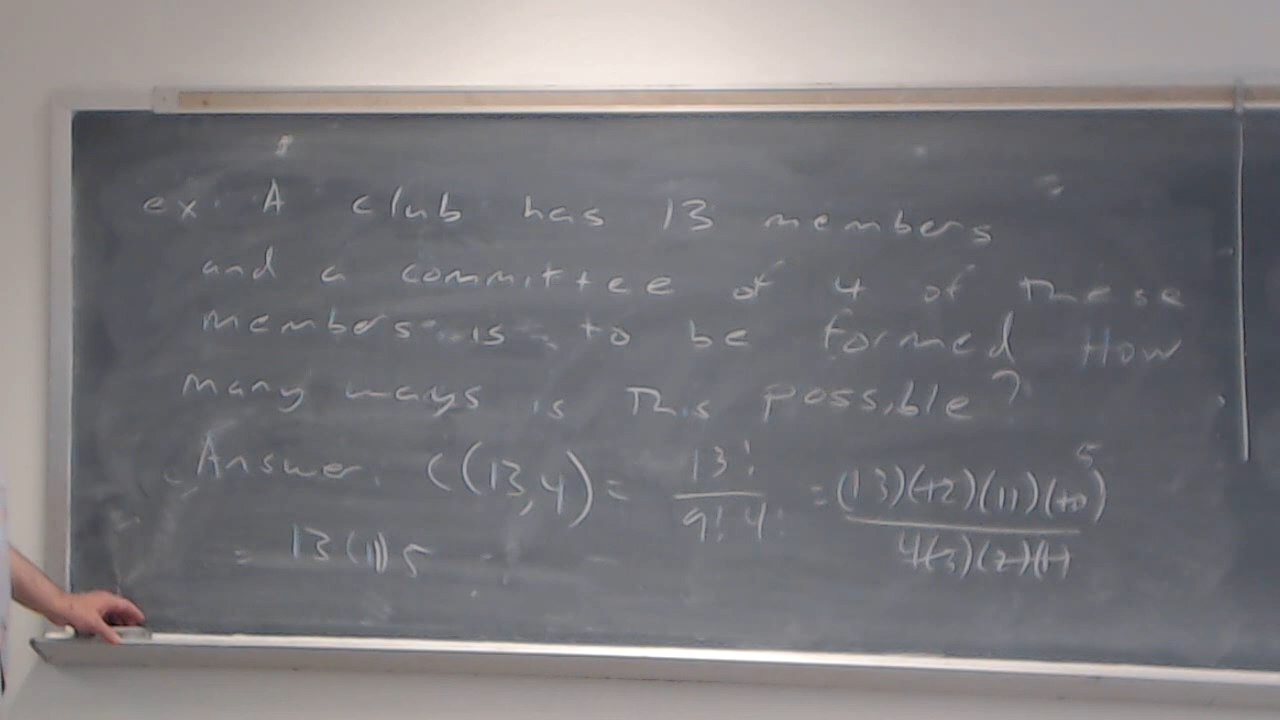 ex. A club has 13 members
and a committee of 4 of these
members is to be formed How
many ways is This possible?
Answer. C(13,4) = 13!/(9! 4!) = (13)(12)(11)(10) 5/(4(3)(2)(1)
= 13(11)5